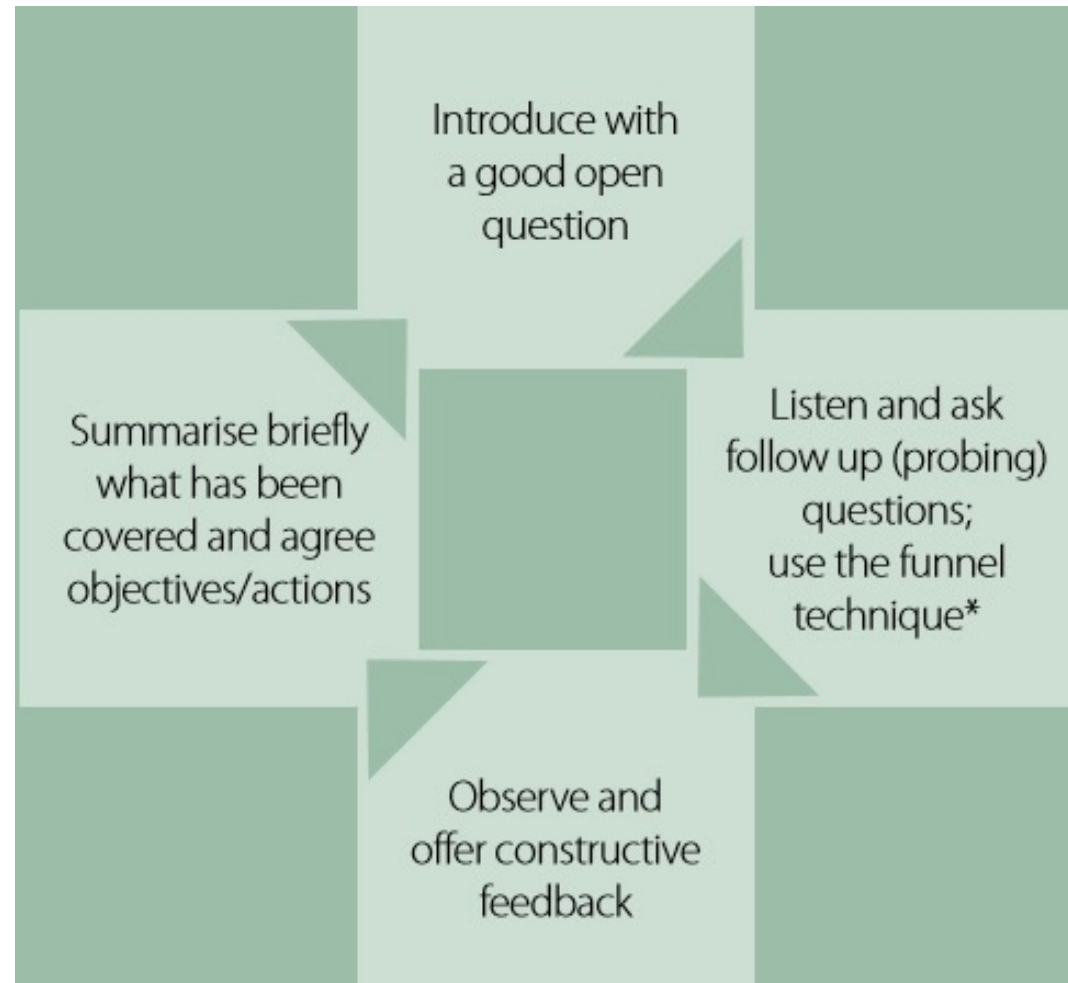 Introduce with
a good open
question
Listen and ask
follow up (probing)
questions;
use the funnel
technique*
Observe and
offer constructive
feedback
Summarise briefly
what has been
covered and agree
objectives/actions